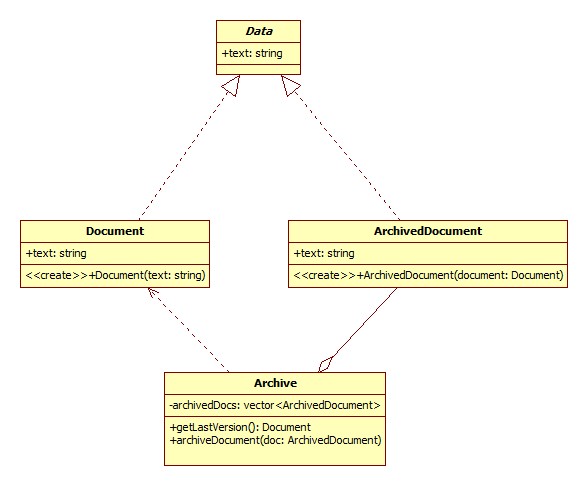 Data
+text: string
Document
+text: string
<<create>>+Document(text: string)
ArchivedDocument
+text: string
<<create>>+ArchivedDocument(document: Document)
Archive
-archivedDocs: vector<ArchivedDocument>
+getLastVersion(): Document
+archiveDocument(doc: ArchivedDocument)